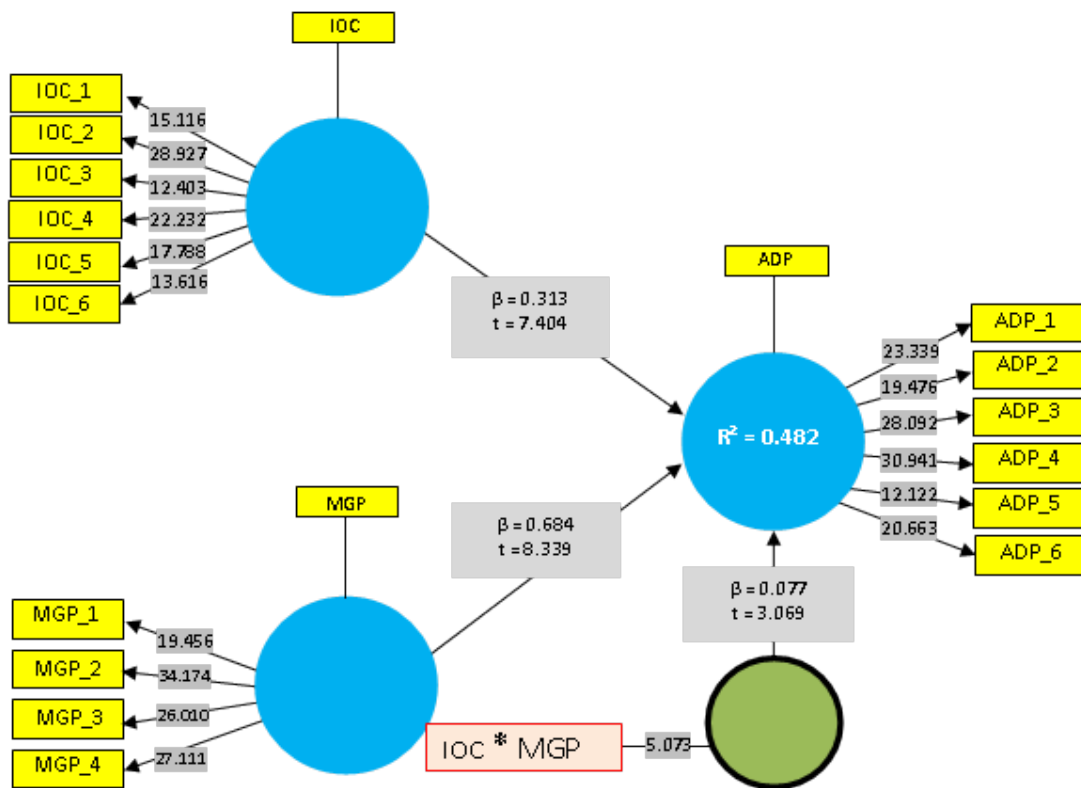 IOC
IOC_1
IOC_2
IOC_3
IOC_4
IOC_5
IOC_6
15.116
28.927
12.403
22.232
17.788
13.616
β = 0.313
t = 7.404
ADP
R² = 0.482
23.339
19.476
28.092
30.941
12.122
20.663
ADP_1
ADP_2
ADP_3
ADP_4
ADP_5
ADP_6
MGP
β = 0.684
t = 8.339
β = 0.077
t = 3.069
MGP_1
MGP_2
MGP_3
MGP_4
19.456
34.174
26.010
27.111
IOC * MGP
5.073